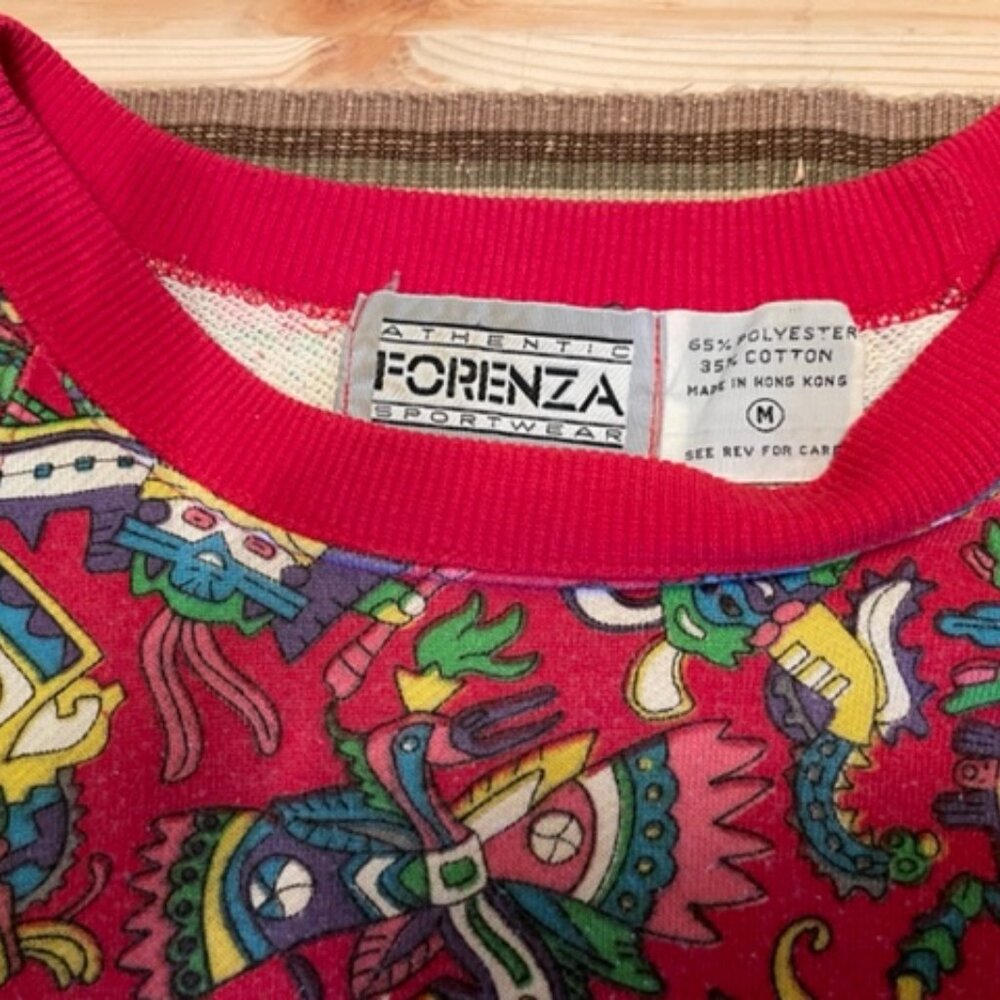 ATHENTIC
FORENZA
SPORTWEAR
65% POLYESTER
35% COTTON
MADE IN HONG KONG
M
SEE REV FOR CARE